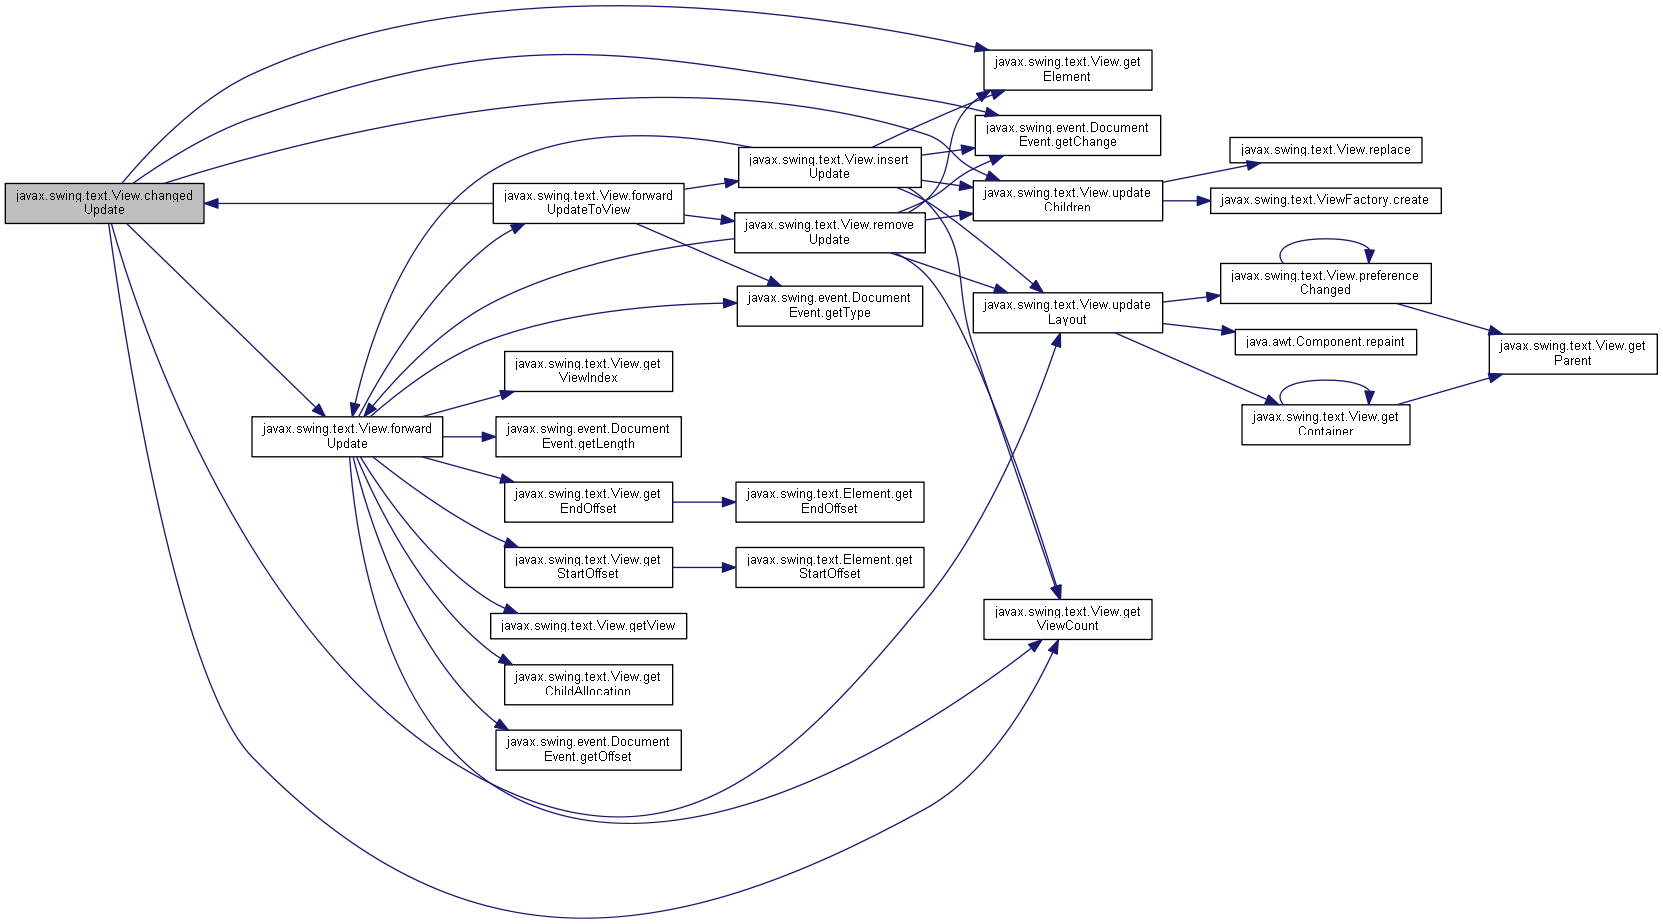 javax.swing.text.View.changed
Update
javax.swing.text.View.forward
Update
javax.swing.text.View.forward
UpdateToView
javax.swing.text.View.get
ViewIndex
javax.swing.event.Document
Event.getLength
javax.swing.text.View.get
EndOffset
javax.swing.text.View.get
StartOffset
javax.swing.text.View.getView
javax.swing.text.View.get
ChildAllocation
javax.swing.event.Document
Event.getOffset
javax.swing.text.View.insert
Update
javax.swing.text.View.remove
Update
javax.swing.event.Document
Event.getType
javax.swing.text.Element.get
EndOffset
javax.swing.text.Element.get
StartOffset
javax.swing.text.View.get
Element
javax.swing.event.Document
Event.getChange
javax.swing.text.View.update
Children
javax.swing.text.View.update
Layout
javax.swing.text.View.get
ViewCount
javax.swing.text.View.replace
javax.swing.text.ViewFactory.create
javax.swing.text.View.preference
Changed
java.awt.Component.repaint
javax.swing.text.View.get
Container
javax.swing.text.View.get
Parent